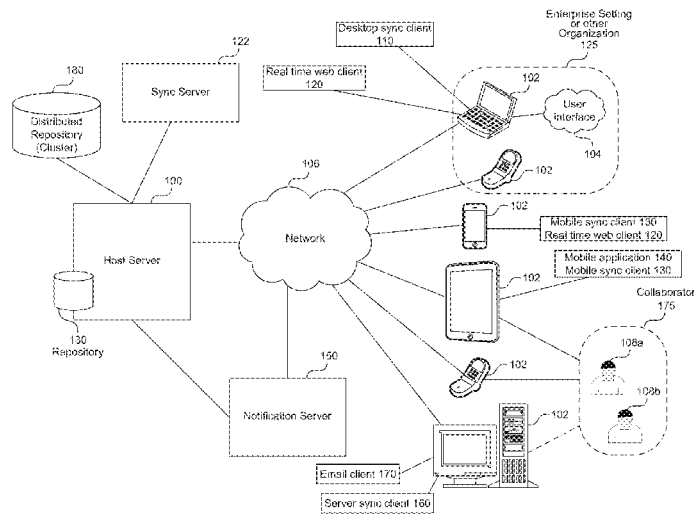 Enterprise Setting
or other
Organization
125
Desktop sync client
110
Real time web client
120
122
Sync Server
180
Distributed
Repository
(Cluster)
102
User
interface
104
102
100
106
Network
Host Server
130
Repository
102
Mobile sync client 130
Real time web client 120
102
Mobile application 140
Mobile sync client 130
Collaborator
175
108a
108b
102
150
Notification Server
102
Email client 170
Server sync client 160